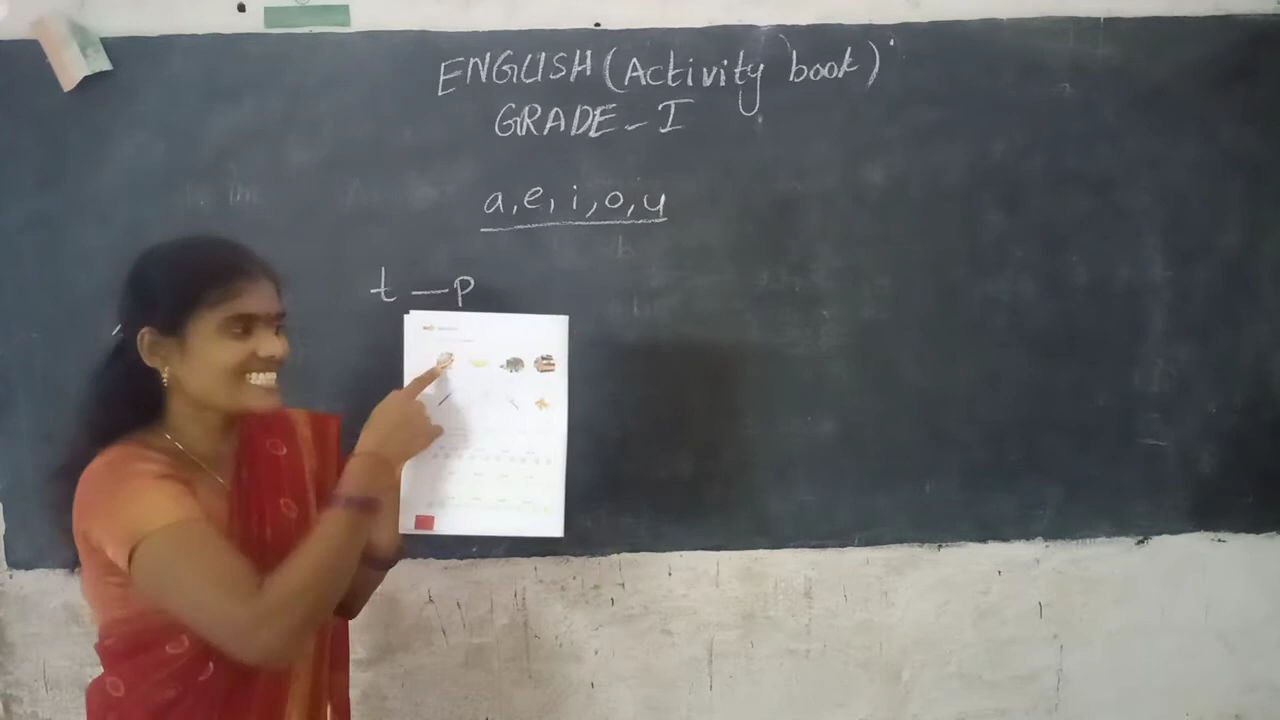 ENGLISH (Activity book)
GRADE - I
a, e, i, o, u
t _ p